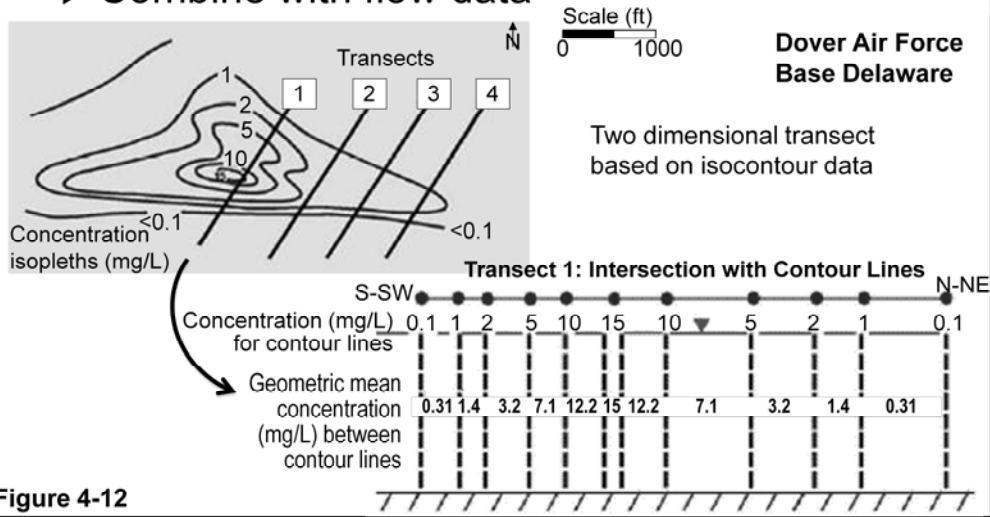 Combine with flow data
N
Scale (ft)
0 1000
Dover Air Force
Base Delaware
Transects
1 2 3 4
1
2
5
10
15
Two dimensional transect
based on isocontour data
<0.1
<0.1
Concentration
isopleths (mg/L)
Transect 1: Intersection with Contour Lines
S-SW N-NE
Concentration (mg/L) 0.1 1 2 5 10 15 10 5 2 1 0.1
for contour lines
Geometric mean
concentration 0.31 1.4 3.2 7.1 12.2 15 12.2 7.1 3.2 1.4 0.31
(mg/L) between
contour lines
Figure 4-12